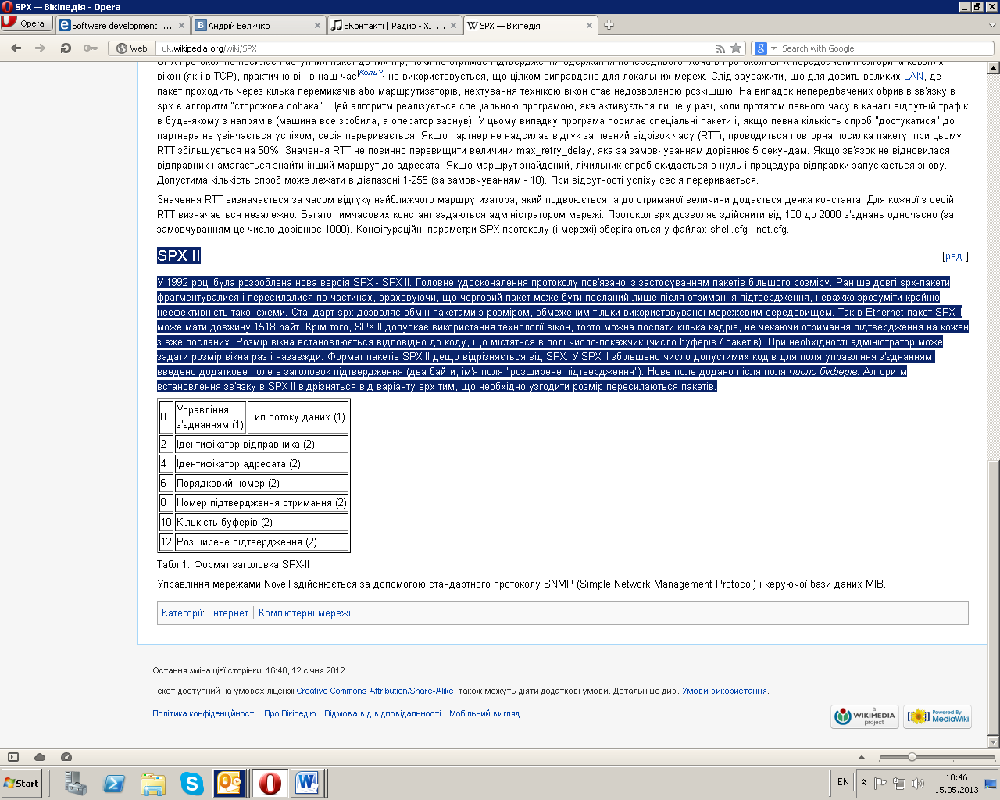 SPX — Вікіпедія - Opera
Opera
Software development, ...
Андрій Величко
ВКонтакті | Радио - ХІТ...
SPX — Вікіпедія
Web
uk.wikipedia.org/wiki/SPX
Search with Google
SPX-протокол не посилає наступний пакет до тих пір, поки не отримає підтвердження одержання попереднього. Хоча в протоколі SPX передбачений алгоритм ковзних
вікон (як і в TCP), практично він в наш час[Коли?] не використовується, що цілком виправдано для локальних мереж. Слід зауважити, що для досить великих LAN, де
пакет проходить через кілька перемикачів або маршрутизаторів, нехтування технікою вікон стає недозволеною розкішшю. На випадок непередбачених обривів зв'язку в
spx є алгоритм "сторожова собака". Цей алгоритм реалізується спеціальною програмою, яка активується лише у разі, коли протягом певного часу в каналі відсутній трафік
в будь-якому з напрямів (машина все зробила, а оператор заснув). У цьому випадку програма посилає спеціальні пакети і, якщо певна кількість спроб "достукатися" до
партнера не увінчається успіхом, сесія переривається. Якщо партнер не надсилає відгук за певний відрізок часу (RTT), проводиться повторна посилка пакету, при цьому
RTT збільшується на 50%. Значення RTT не повинно перевищити величини max_retry_delay, яка за замовчуванням дорівнює 5 секундам. Якщо зв'язок не відновилася,
відправник намагається знайти інший маршрут до адресата. Якщо маршрут знайдений, лічильник спроб скидається в нуль і процедура відправки запускається знову.
Допустима кількість спроб може лежати в діапазоні 1-255 (за замовчуванням - 10). При відсутності успіху сесія переривається.
Значення RTT визначається за часом відгуку найближчого маршрутизатора, який подвоюється, а до отриманої величини додається деяка константа. Для кожної з сесій
RTT визначається незалежно. Багато тимчасових констант задаються адміністратором мережі. Протокол spx дозволяє здійснити від 100 до 2000 з'єднань одночасно (за
замовчуванням це число дорівнює 1000). Конфігураційні параметри SPX-протоколу (і мережі) зберігаються у файлах shell.cfg і net.cfg.
SPX II [ред.]
У 1992 році була розроблена нова версія SPX - SPX II. Головне удосконалення протоколу пов'язано із застосуванням пакетів більшого розміру. Раніше довгі spx-пакети
фрагментувалися і пересилалися по частинах, враховуючи, що черговий пакет може бути посланий лише після отримання підтвердження, неважко зрозуміти крайню
неефективність такої схеми. Стандарт spx дозволяє обмін пакетами з розміром, обмеженим тільки використовуваної мережевим середовищем. Так в Ethernet пакет SPX II
може мати довжину 1518 байт. Крім того, SPX II допускає використання технології вікон, тобто можна послати кілька кадрів, не чекаючи отримання підтвердження на кожен
з вже посланих. Розмір вікна встановлюється відповідно до коду, що містяться в полі число-покажчик (число буферів / пакетів). При необхідності адміністратор може
задати розмір вікна раз і назавжди. Формат пакетів SPX II дещо відрізняється від SPX. У SPX II збільшено число допустимих кодів для поля управління з'єднанням,
введено додаткове поле в заголовок підтвердження (два байти, ім'я поля "розширене підтвердження"). Нове поле додано після поля число буферів. Алгоритм
встановлення зв'язку в SPX II відрізняться від варіанту spx тим, що необхідно узгодити розмір пересилаються пакетів.
0 Управління з'єднанням (1) Тип потоку даних (1)
2 Ідентифікатор відправника (2)
4 Ідентифікатор адресата (2)
6 Порядковий номер (2)
8 Номер підтвердження отримання (2)
10 Кількість буферів (2)
12 Розширене підтвердження (2)
Табл.1. Формат заголовка SPX-II
Управління мережами Novell здійснюється за допомогою стандартного протоколу SNMP (Simple Network Management Protocol) і керуючої бази даних MIB.
Категорії: Інтернет | Комп'ютерні мережі
Остання зміна цієї сторінки: 16:48, 12 січня 2012.
Текст доступний на умовах ліцензії Creative Commons Attribution/Share-Alike, також можуть діяти додаткові умови. Детальніше див. Умови використання.
Політика конфіденційності Про Вікіпедію Відмова від відповідальності Мобільний вигляд
a
WIKIMEDIA
project
Powered By
MediaWiki
Start
EN
10:46
15.05.2013